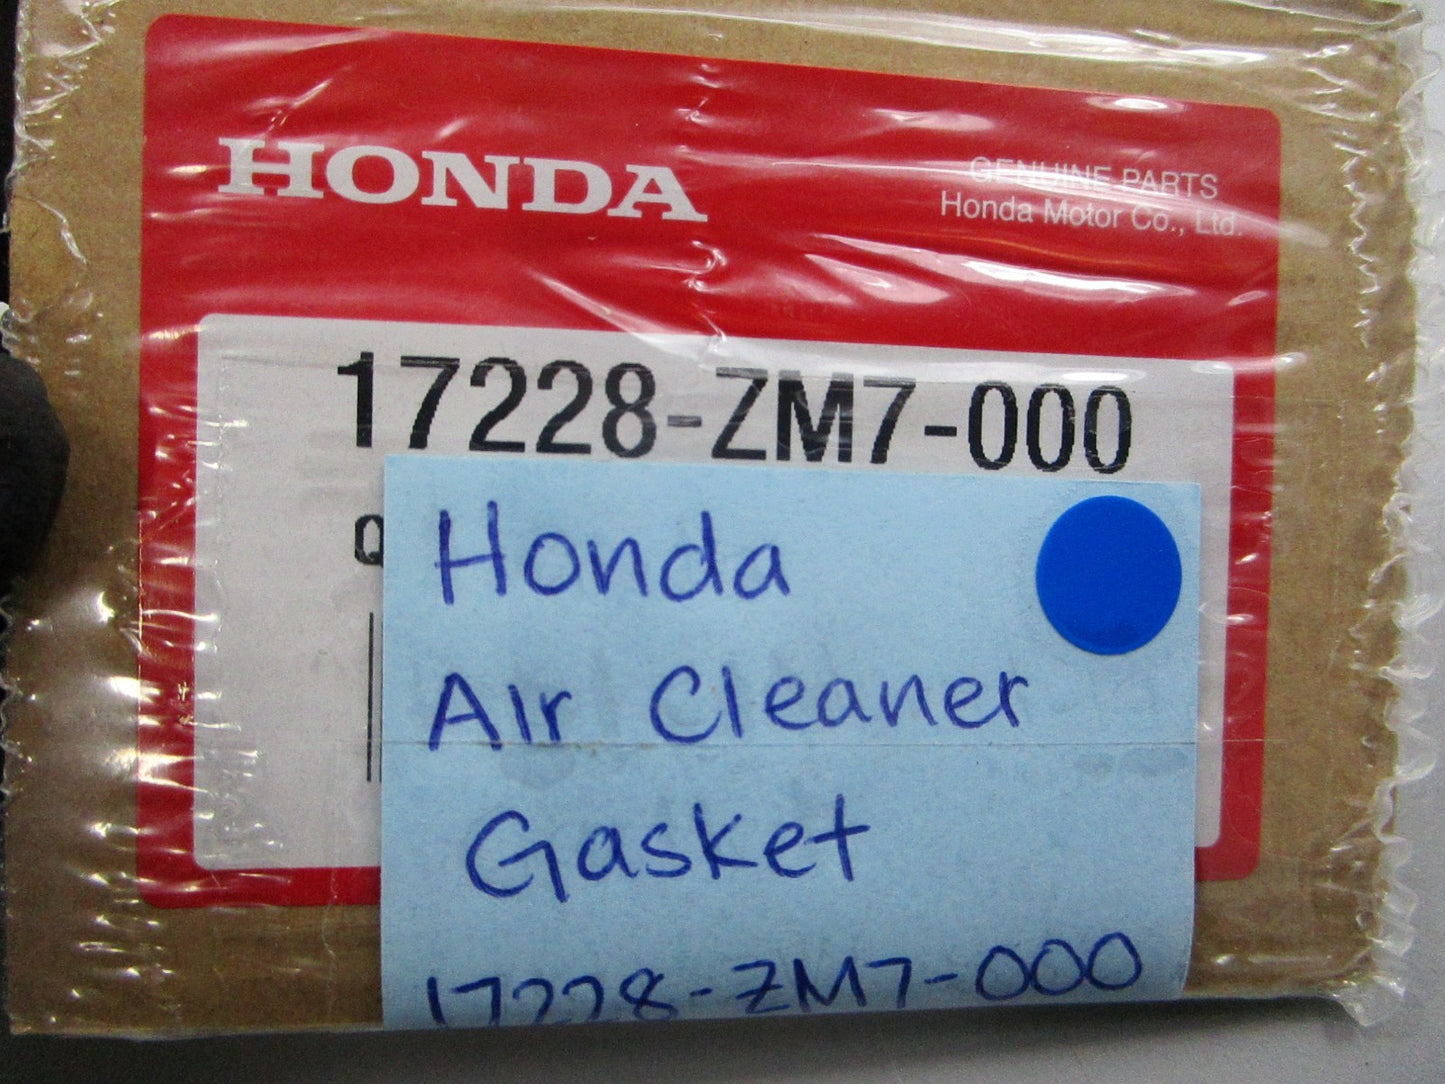 HONDA
GENUINE PARTS
Honda Motor Co., Ltd.
17228-ZM7-000
Q
Honda
Air Cleaner
Gasket
17228-ZM7-000